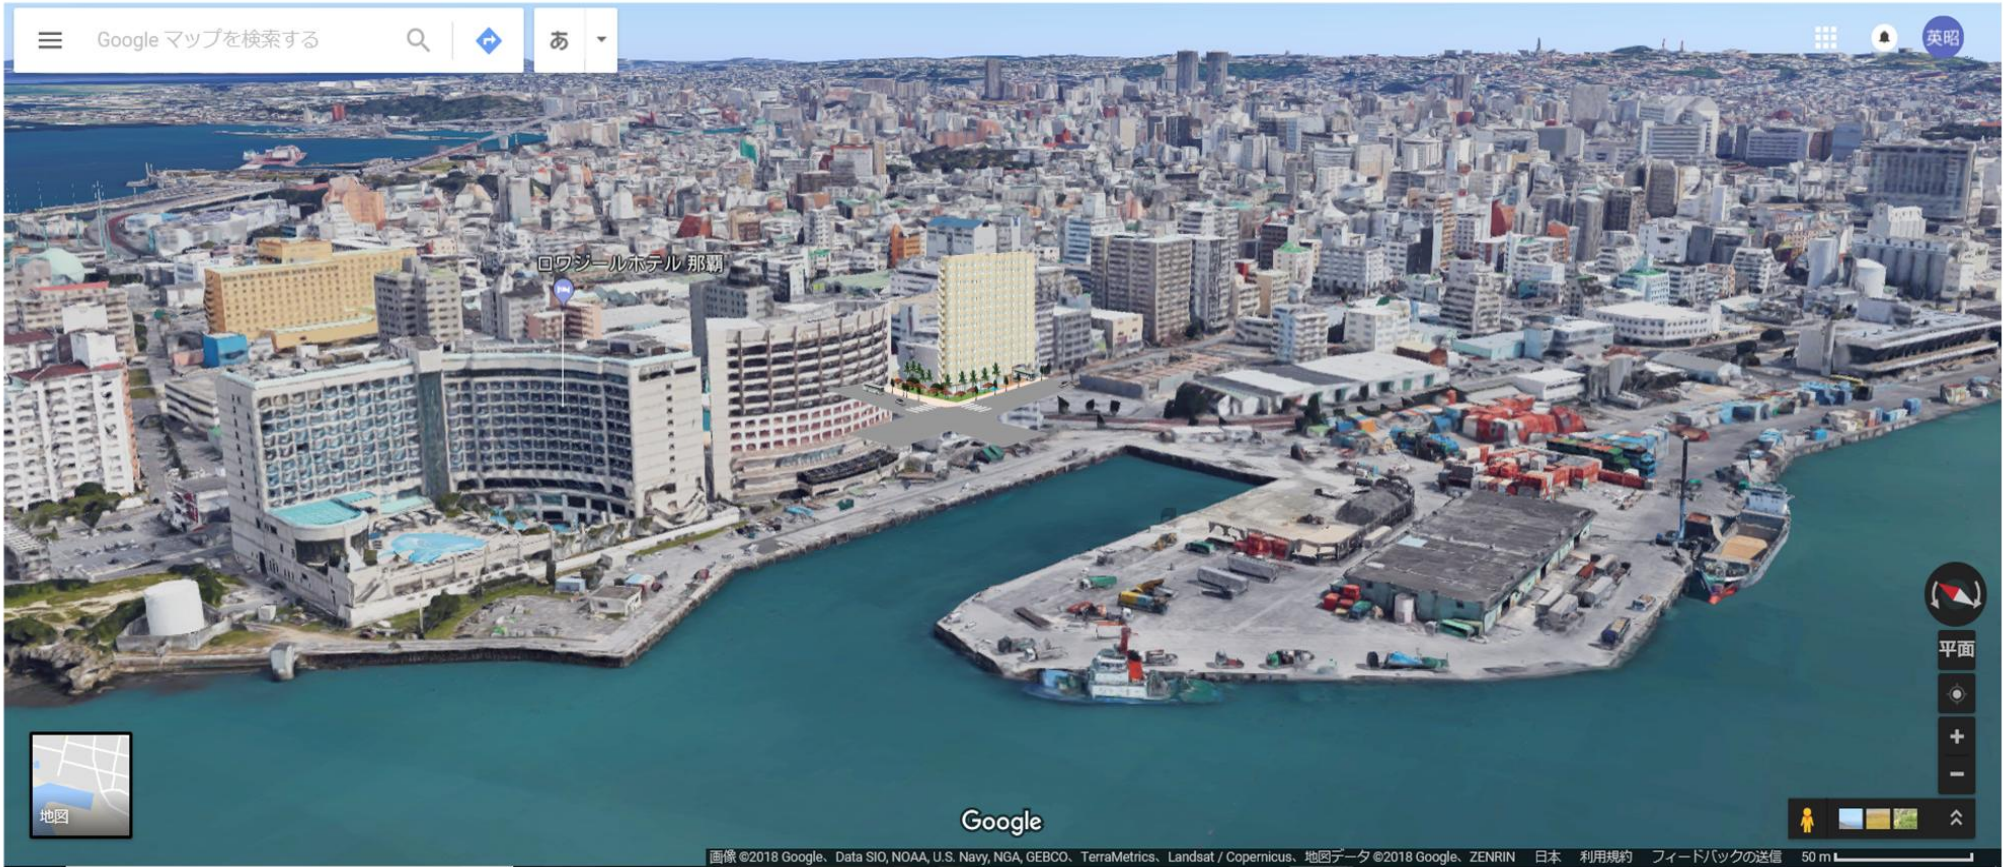 Google マップを検索する
あ
英昭
ロワジールホテル 那覇
平面
地図
Google
画像 ©2018 Google、Data SIO, NOAA, U.S. Navy, NGA, GEBCO、TerraMetrics、Landsat / Copernicus、地図データ ©2018 Google、ZENRIN 日本 利用規約 フィードバックの送信 50 m